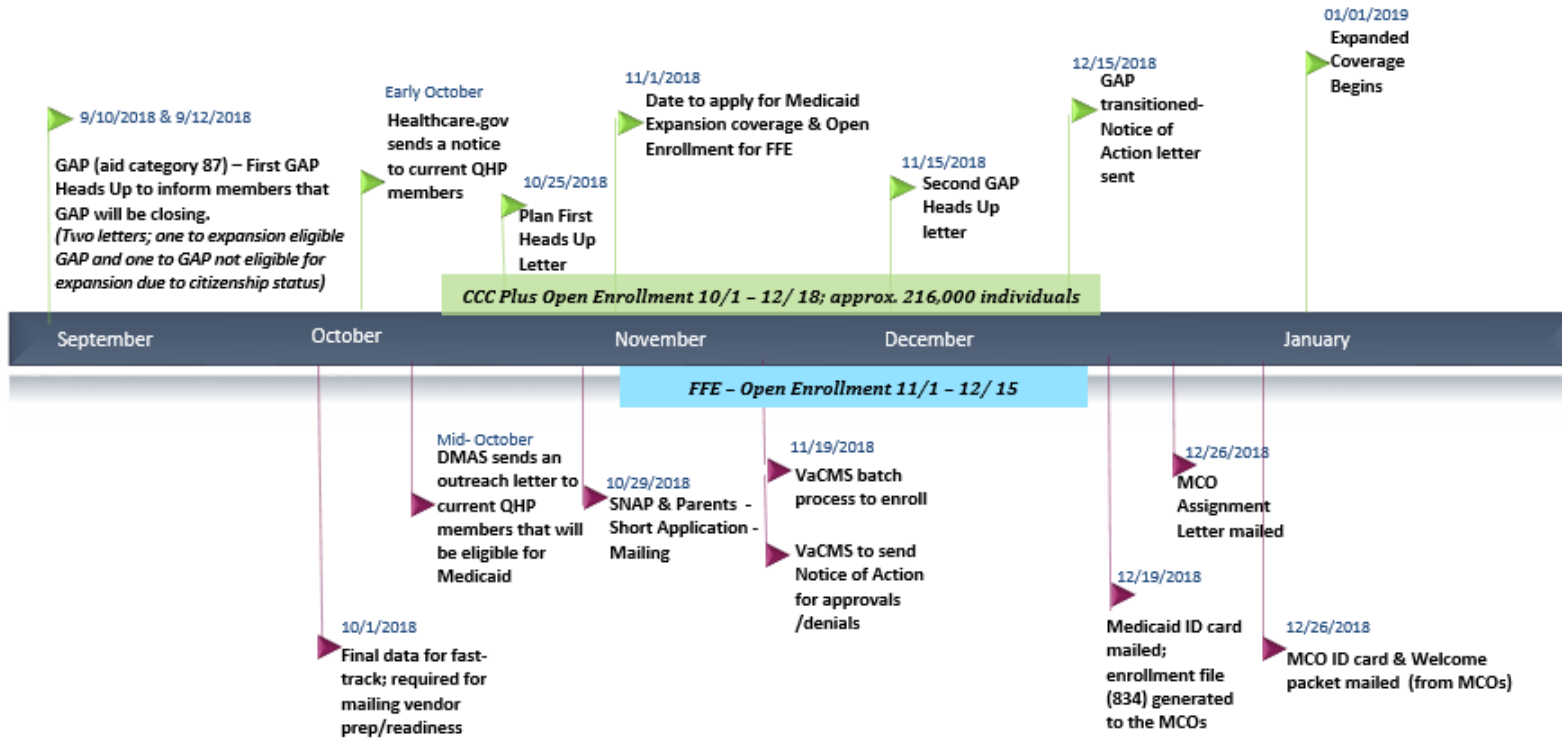 9/10/2018 & 9/12/2018
GAP (aid category 87) – First GAP
Heads Up to inform members that
GAP will be closing.
(Two letters; one to expansion eligible
GAP and one to GAP not eligible for
expansion due to citizenship status)
Early October
Healthcare.gov
sends a notice
to current QHP
members
10/25/2018
Plan First
Heads Up
Letter
11/1/2018
Date to apply for Medicaid
Expansion coverage & Open
Enrollment for FFE
11/15/2018
Second GAP
Heads Up
letter
12/15/2018
GAP
transitioned-
Notice of
Action letter
sent
01/01/2019
Expanded
Coverage
Begins
CCC Plus Open Enrollment 10/1 – 12/ 18; approx. 216,000 individuals
September
October
November
December
January
FFE – Open Enrollment 11/1 – 12/ 15
10/1/2018
Final data for fast-
track; required for
mailing vendor
prep/readiness
Mid- October
DMAS sends an
outreach letter to
current QHP
members that will
be eligible for
Medicaid
10/29/2018
SNAP & Parents -
Short Application -
Mailing
11/19/2018
VaCMS batch
process to enroll
VaCMS to send
Notice of Action
for approvals
/denials
12/19/2018
Medicaid ID card
mailed;
enrollment file
(834) generated
to the MCOs
12/26/2018
MCO
Assignment
Letter mailed
12/26/2018
MCO ID card & Welcome
packet mailed (from MCOs)